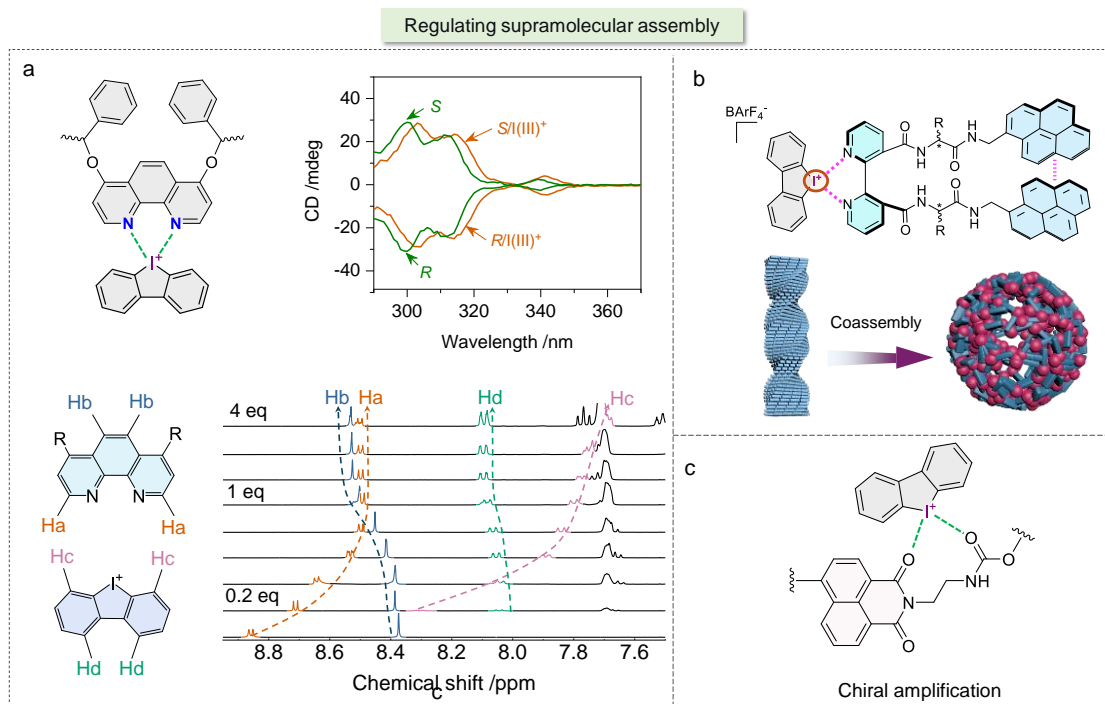 Regulating supramolecular assembly
a
O
O
N
N
I+
CD /mdeg
40
20
0
-20
-40
S
S/I(III)+
R/I(III)+
R
300
320
340
360
Wavelength /nm
Hb
Hb
R
R
N
N
Ha
Ha
Hc
Hc
I+
Hd
Hd
Hb
Ha
Hd
Hc
4 eq
1 eq
0.2 eq
8.8
8.6
8.4
8.2
8.0
7.8
7.6
Chemical shift /ppm
c
b
BArF4-
I+
N
N
O
N
H
R
*
O
H
N
O
N
H
R
*
O
H
N
Coassembly
c
I+
O
O
N
O
NH
O
Chiral amplification